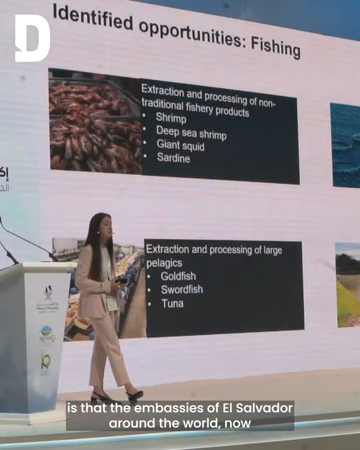 D
Identified opportunities: Fishing
Extraction and processing of non-
traditional fishery products
• Shrimp
• Deep sea shrimp
• Giant squid
• Sardine
Extraction and processing of large
pelagics
• Goldfish
• Swordfish
• Tuna
is that the embassies of El Salvador
around the world, now